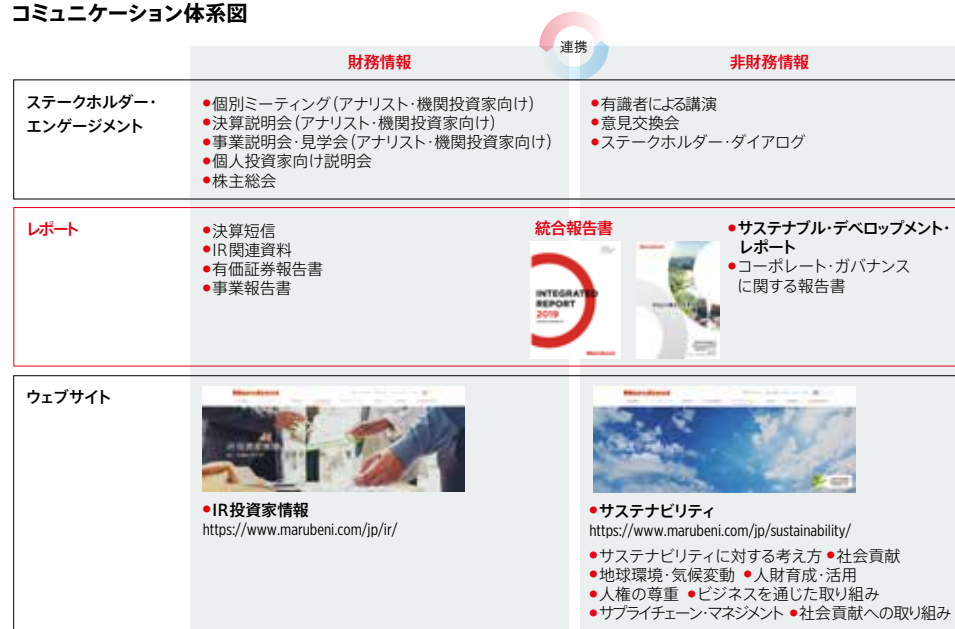 コミュニケーション体系図
連携
財務情報
非財務情報
ステークホルダー・
エンゲージメント
●個別ミーティング(アナリスト・機関投資家向け)
●決算説明会(アナリスト・機関投資家向け)
●事業説明会・見学会(アナリスト・機関投資家向け)
●個人投資家向け説明会
●株主総会
●有識者による講演
●意見交換会
●ステークホルダー・ダイアログ
レポート
●決算短信
●IR関連資料
●有価証券報告書
●事業報告書
統合報告書
INTEGRATED
REPORT
2019
Marubeni
●サステナブル・デベロップメント・
レポート
●コーポレート・ガバナンス
に関する報告書
ウェブサイト
Marubeni
IR投資家情報
●IR投資家情報
https://www.marubeni.com/jp/ir/
Marubeni
●サステナビリティ
https://www.marubeni.com/jp/sustainability/
●サステナビリティに対する考え方 ●社会貢献
●地球環境・気候変動 ●人財育成・活用
●人権の尊重 ●ビジネスを通じた取り組み
●サプライチェーン・マネジメント ●社会貢献への取り組み